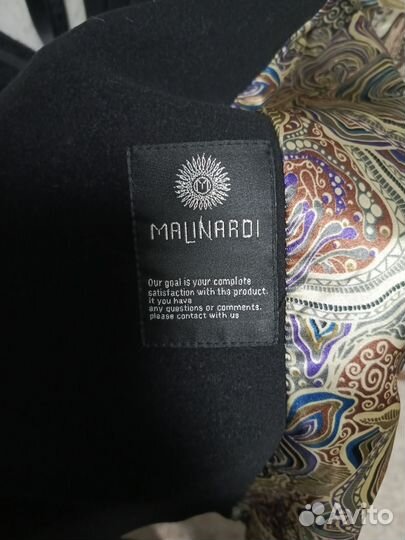 M
MALINARDI
Our goal is your complete
satisfaction with the product.
it you have
any questions or comments.
please contact with us
Avito